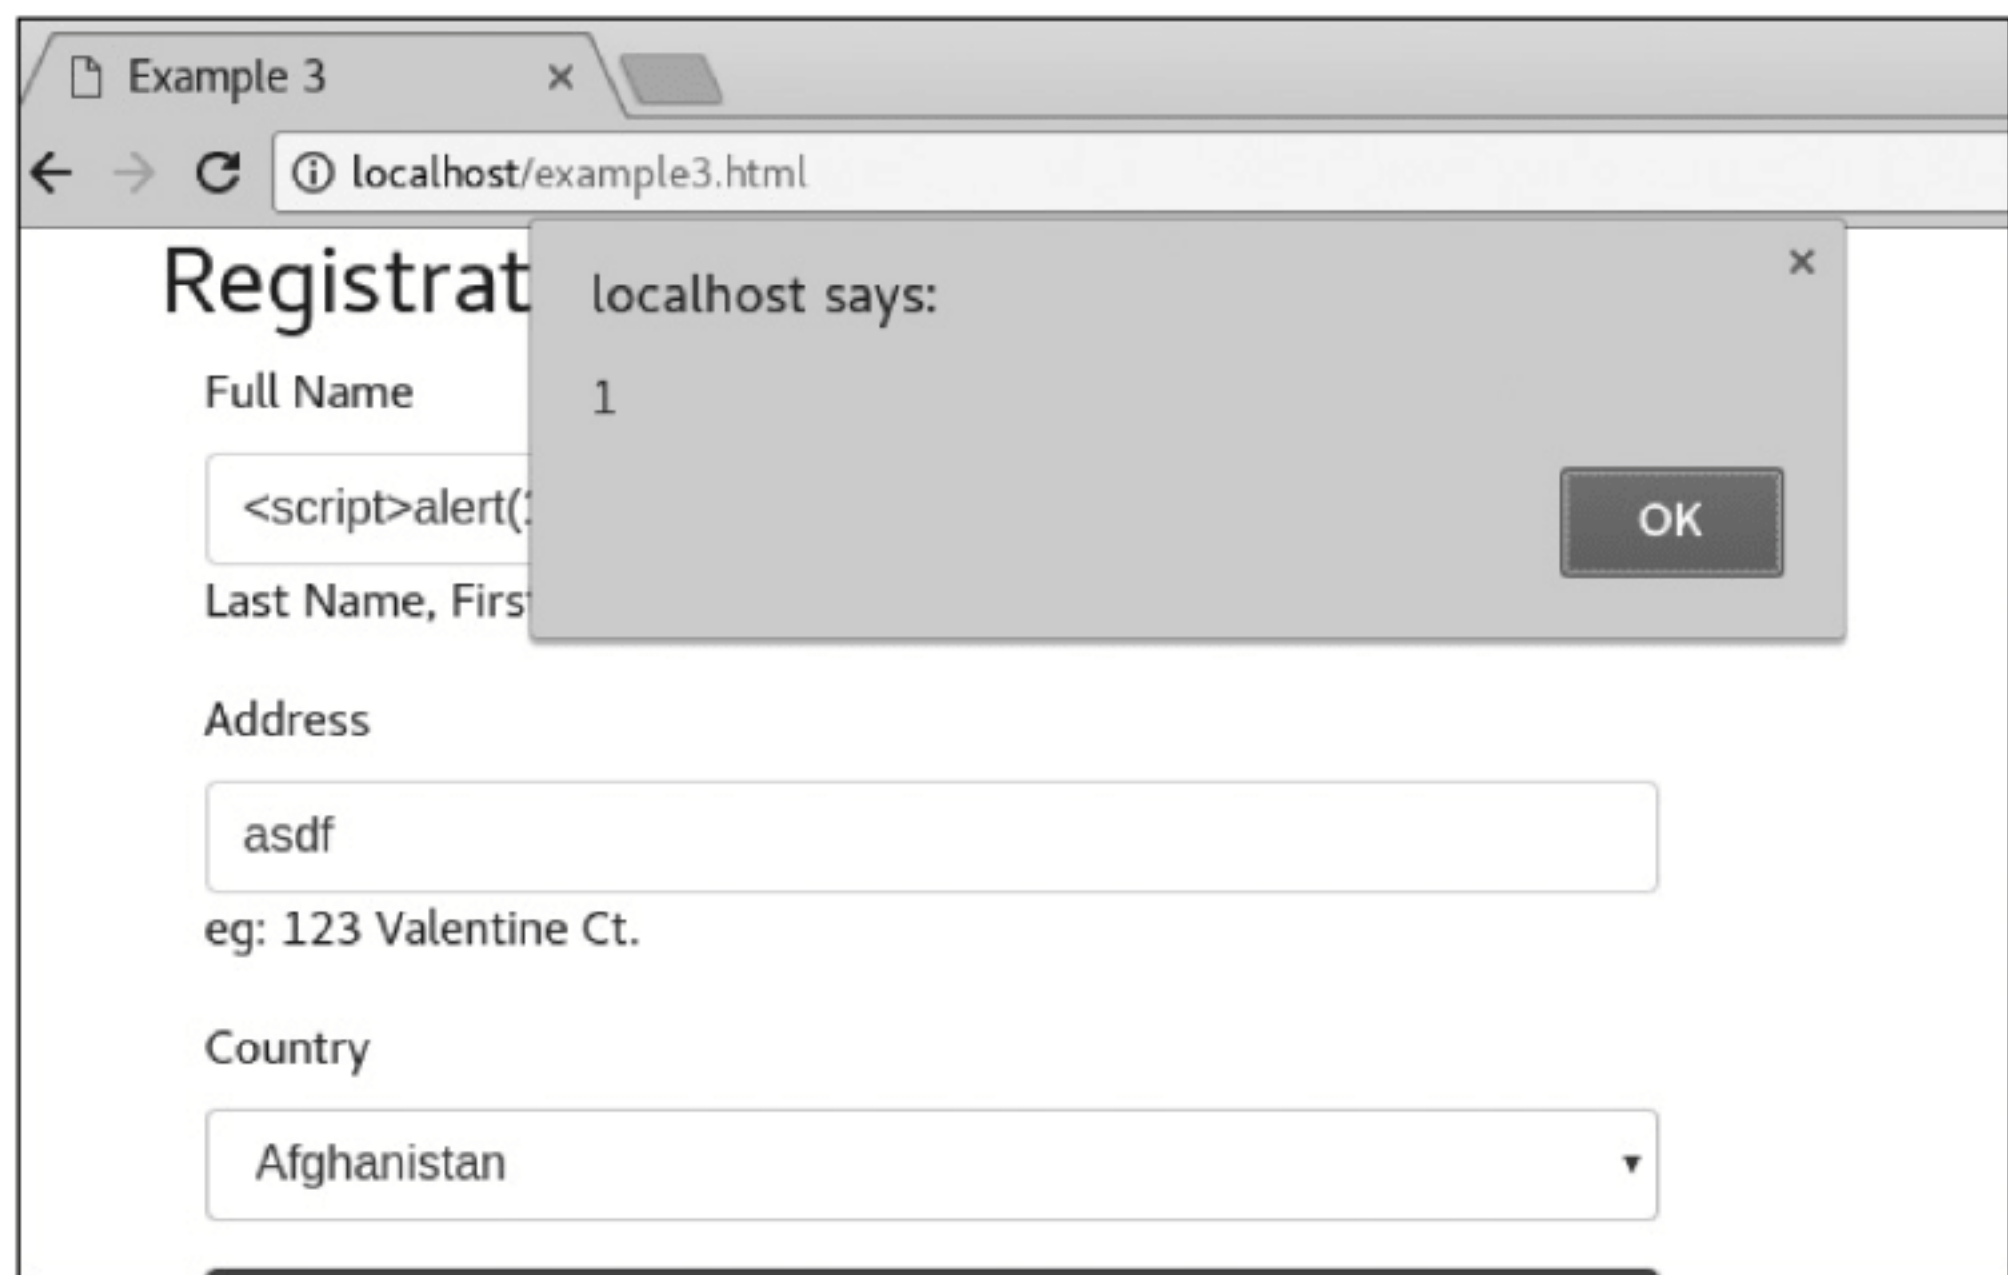 Example 3
localhost/example3.html
localhost says:
1
OK
Registrat
Full Name
<script>alert(
Last Name, Firs
Address
asdf
eg: 123 Valentine Ct.
Country
Afghanistan